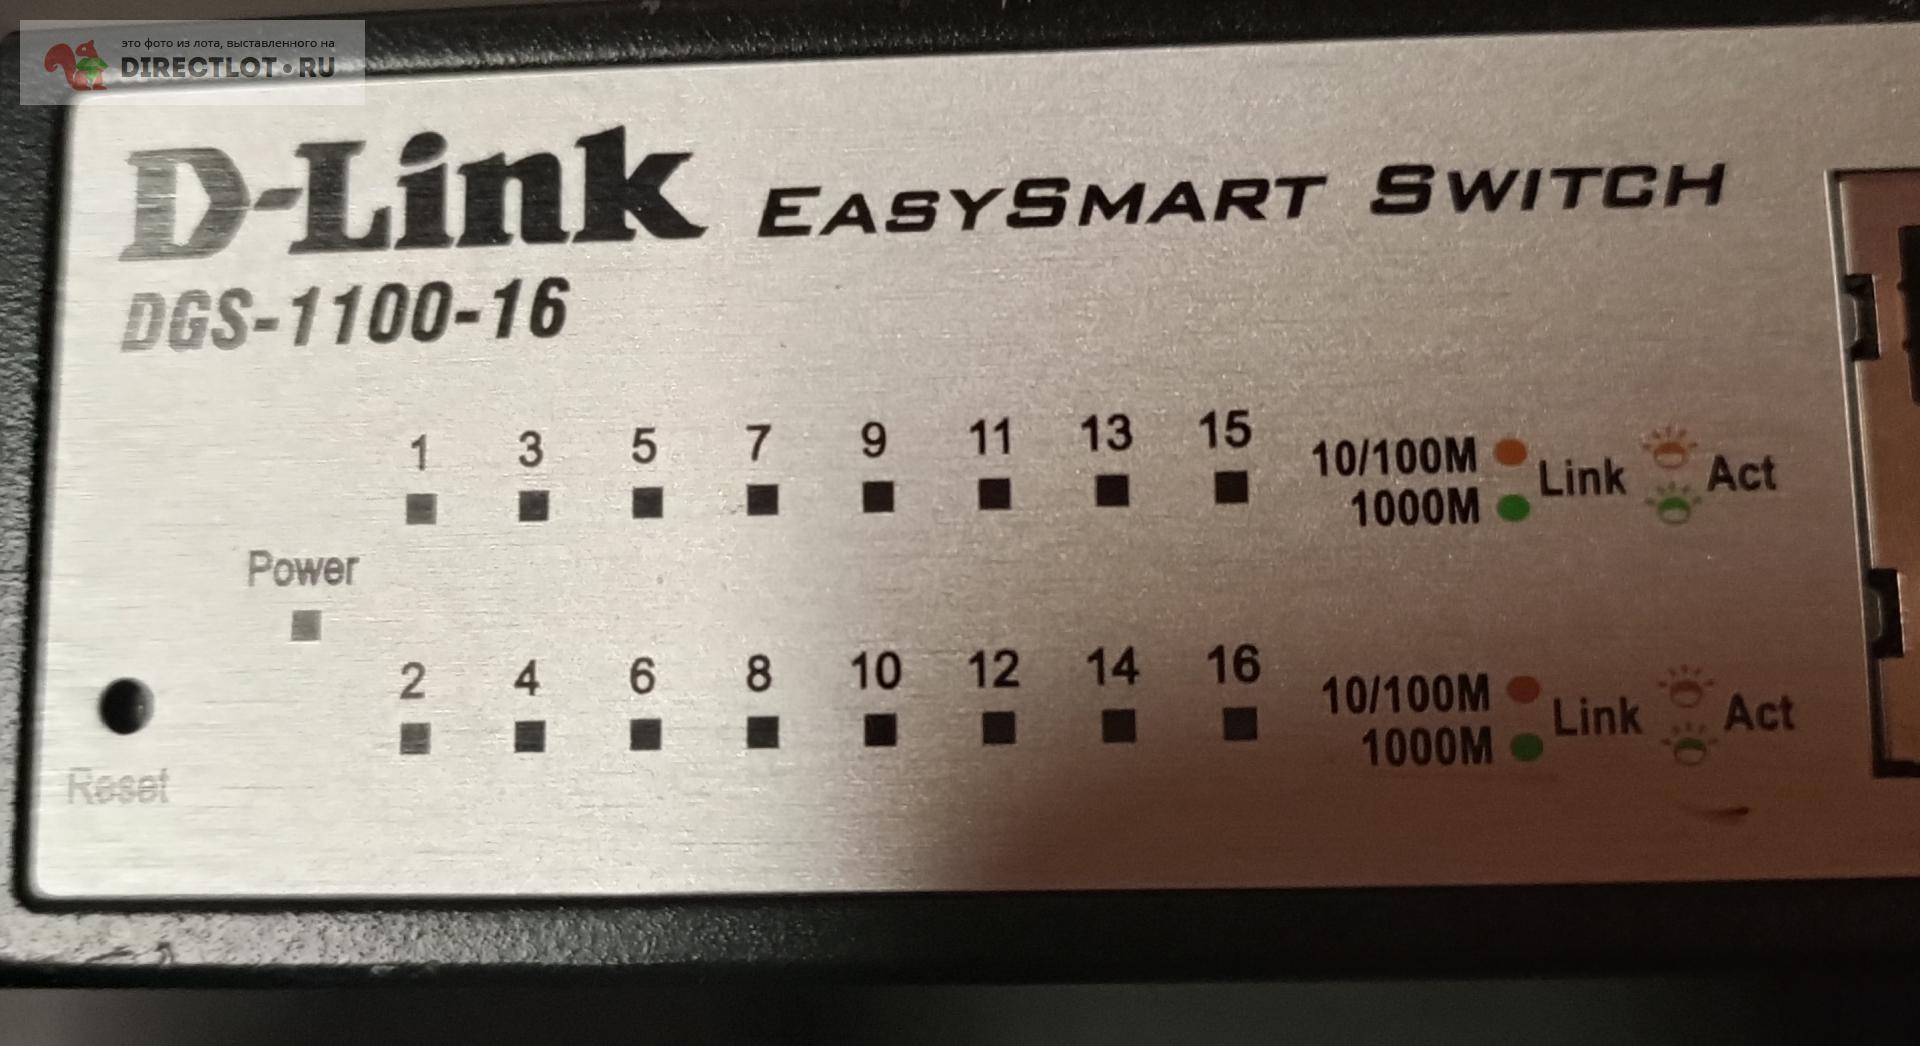 это фото из лота, выставленного на
DIRECTLOT.RU
D-Link EASYSMART SWITCH
DGS-1100-16
1 3 5 7 9 11 13 15
10/100M
1000M
Link Act
Power
2 4 6 8 10 12 14 16
10/100M
1000M
Link Act
Reset